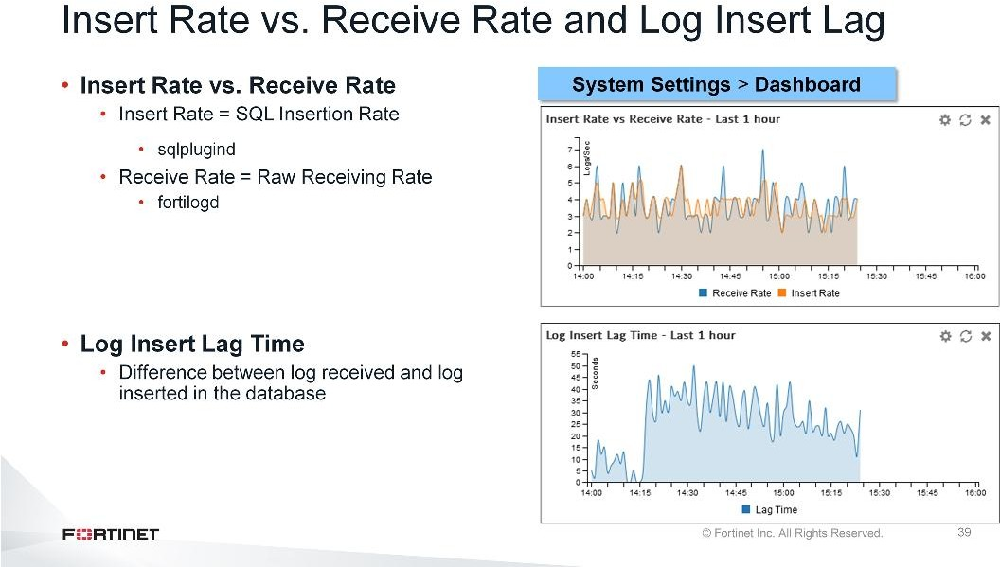 Insert Rate vs. Receive Rate and Log Insert Lag
• Insert Rate vs. Receive Rate
• Insert Rate = SQL Insertion Rate
• sqlplugind
• Receive Rate = Raw Receiving Rate
• fortilogd
• Log Insert Lag Time
• Difference between log received and log
inserted in the database
System Settings > Dashboard
Insert Rate vs Receive Rate - Last 1 hour
Logs/Sec
7
6
5
4
3
2
1
0
14:00 14:15 14:30 14:45 15:00 15:15 15:30 15:45 16:00
Receive Rate Insert Rate
Log Insert Lag Time - Last 1 hour
Seconds
55
50
45
40
35
30
25
20
15
10
5
0
14:00 14:15 14:30 14:45 15:00 15:15 15:30 15:45 16:00
Lag Time
FORTINET
© Fortinet Inc. All Rights Reserved.
39